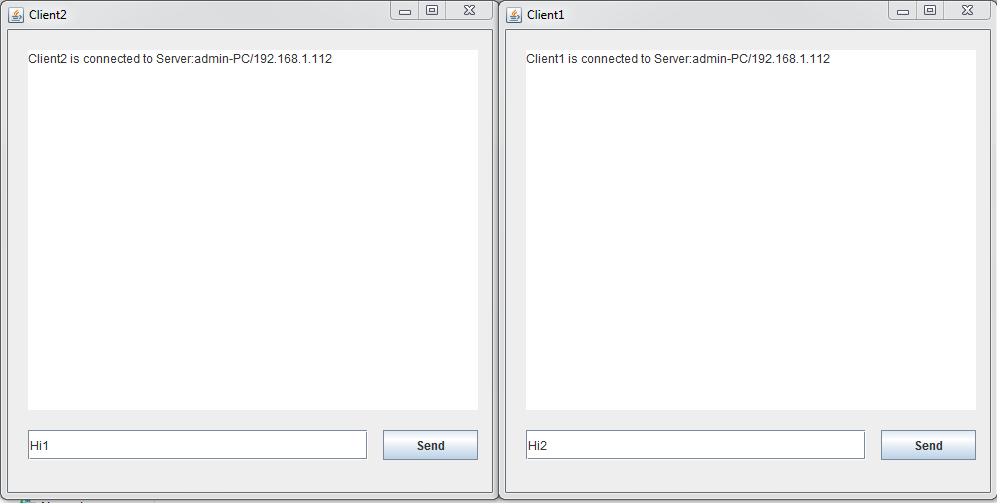 Client2
Client2 is connected to Server:admin-PC/192.168.1.112
Hi1
Send
Client1
Client1 is connected to Server:admin-PC/192.168.1.112
Hi2
Send